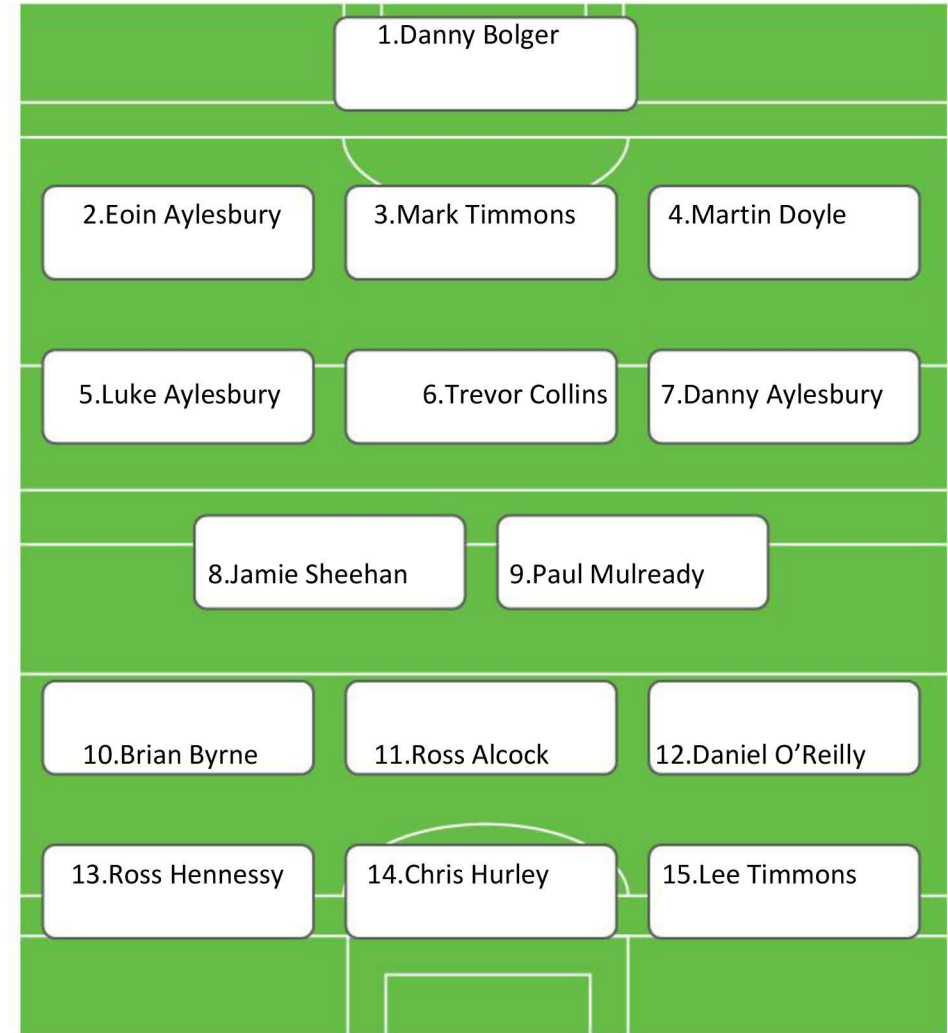 1.Danny Bolger
2.Eoin Aylesbury
3.Mark Timmons
4.Martin Doyle
5.Luke Aylesbury
6.Trevor Collins
7.Danny Aylesbury
8.Jamie Sheehan
9.Paul Mulready
10.Brian Byrne
11.Ross Alcock
12.Daniel O’Reilly
13.Ross Hennessy
14.Chris Hurley
15.Lee Timmons